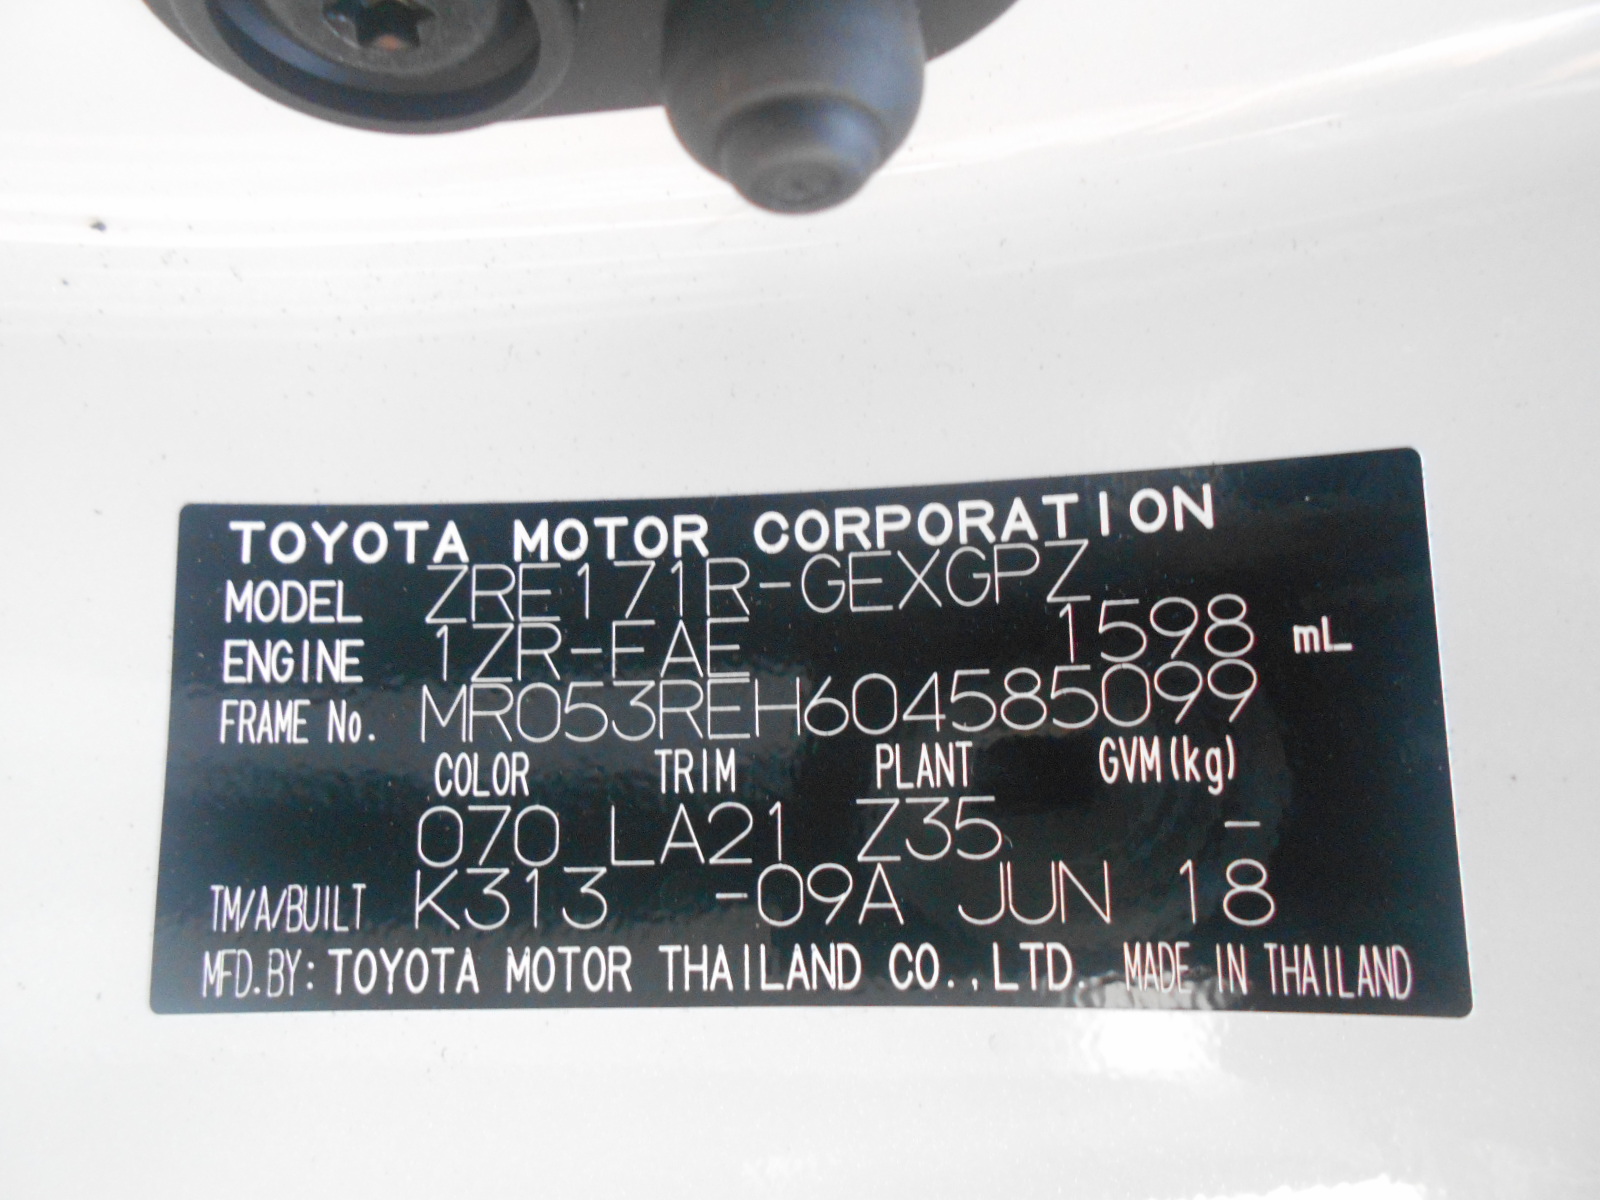 TOYOTA MOTOR CORPORATION
MODEL ZRE171R-GEXGPZ
ENGINE 1ZR-FAE 1598 mL
FRAME No. MR053REH604585099
COLOR TRIM PLANT GVM(kg)
070 LA21 Z35 -
TM/A/BUILT K313 -09A JUN 18
MFD.BY: TOYOTA MOTOR THAILAND CO.,LTD. MADE IN THAILAND